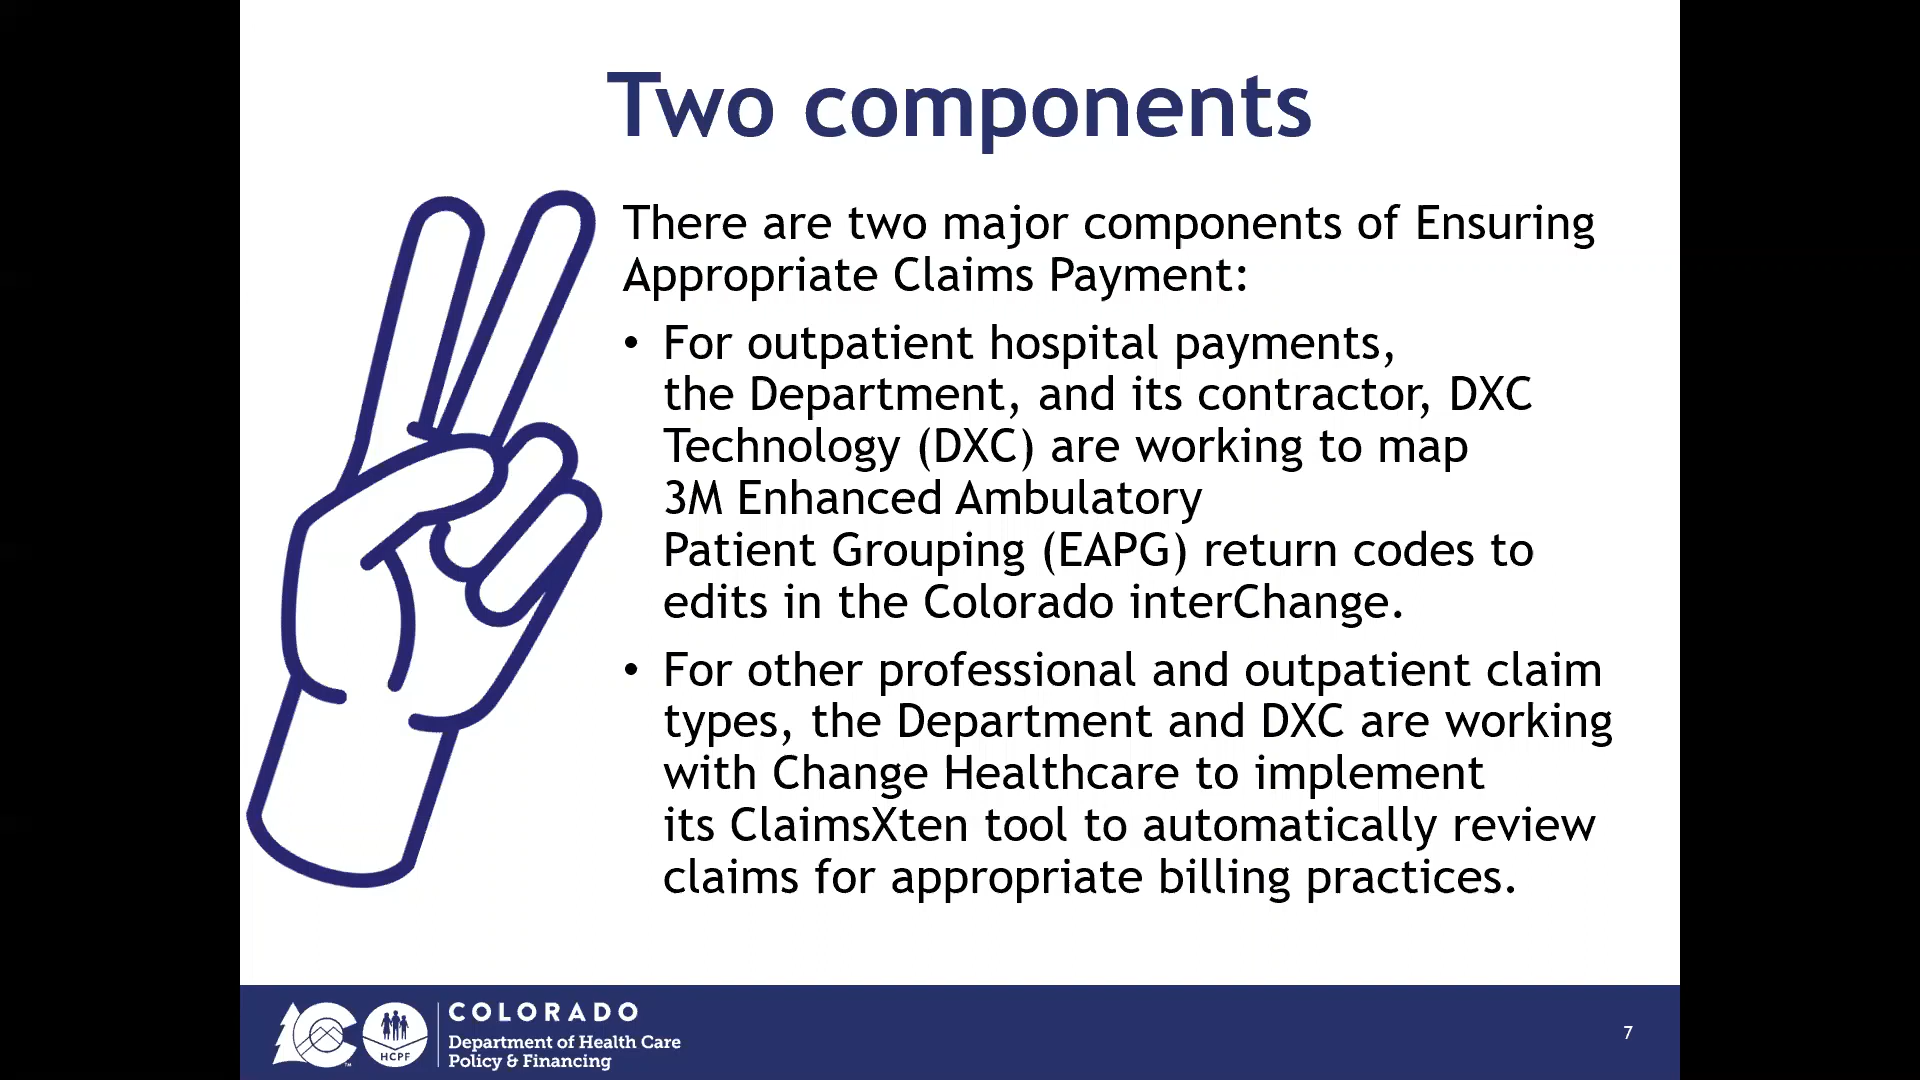 Two components
There are two major components of Ensuring
Appropriate Claims Payment:
• For outpatient hospital payments,
the Department, and its contractor, DXC
Technology (DXC) are working to map
3M Enhanced Ambulatory
Patient Grouping (EAPG) return codes to
edits in the Colorado interChange.
• For other professional and outpatient claim
types, the Department and DXC are working
with Change Healthcare to implement
its ClaimsXten tool to automatically review
claims for appropriate billing practices.
HCPF
TM
COLORADO
Department of Health Care
Policy & Financing
7